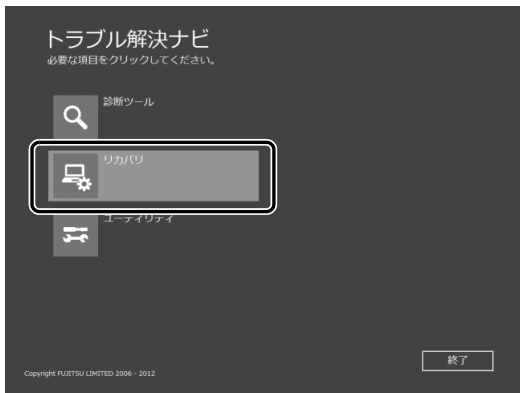 トラブル解決ナビ
必要な項目をクリックしてください。
診断ツール
リカバリ
ユーティリティ
終了
Copyright FUJITSU LIMITED 2006 - 2012